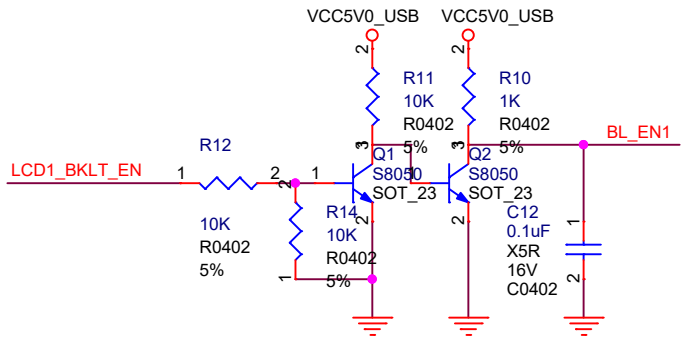 VCC5V0_USB
VCC5V0_USB
2
2
R11
10K
R0402
5%
R10
1K
R0402
5%
3
3
BL_EN1
R12
Q1
S8050
SOT_23
Q2
S8050
SOT_23
LCD1_BKLT_EN
1
2
2
1
1
10K
R0402
5%
R14
10K
R0402
5%
1
2
2
C12
0.1uF
X5R
16V
C0402
1
2